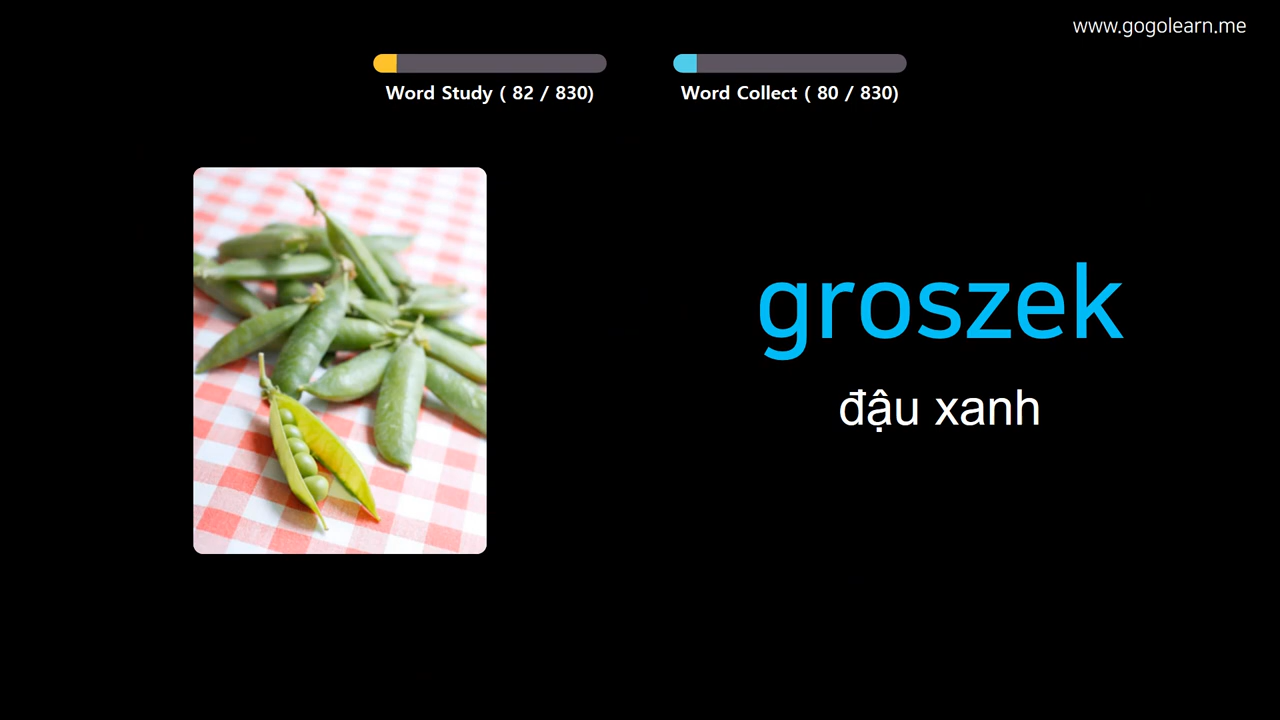 www.gogolearn.me
Word Study ( 82 / 830)
Word Collect ( 80 / 830)
groszek
đậu xanh